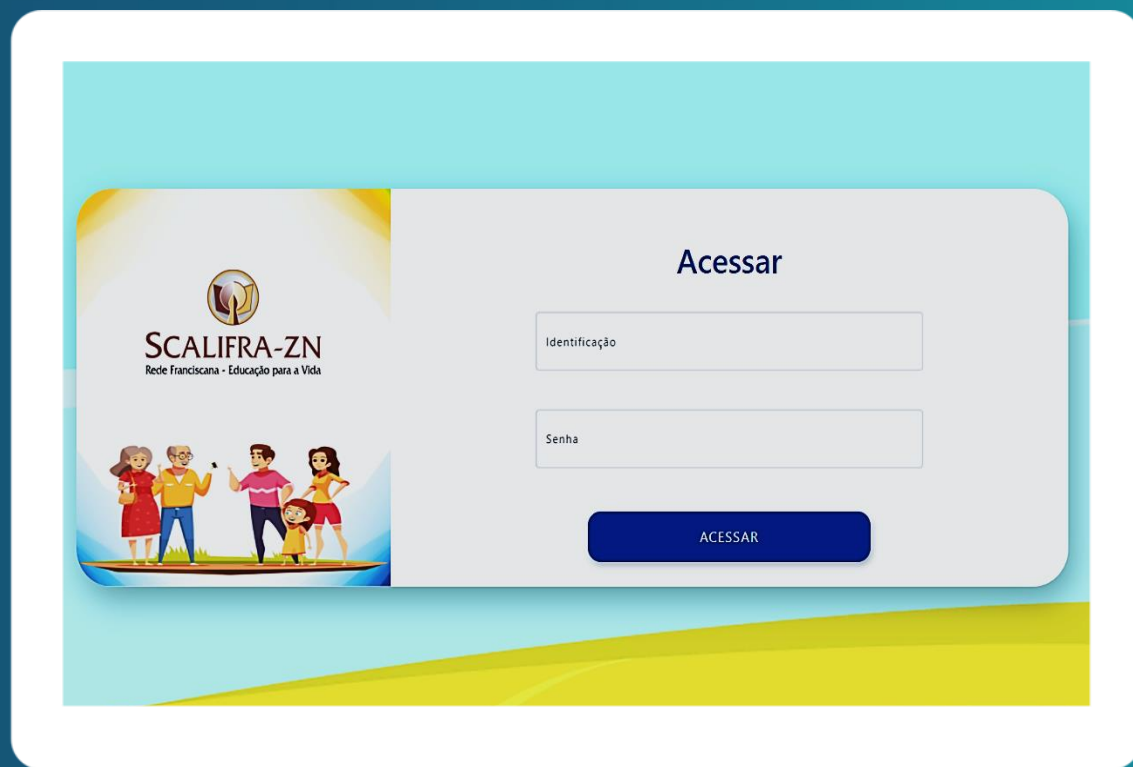 SCALIFRA-ZN
Rede Franciscana - Educação para a Vida
Acessar
Identificação
Senha
ACESSAR